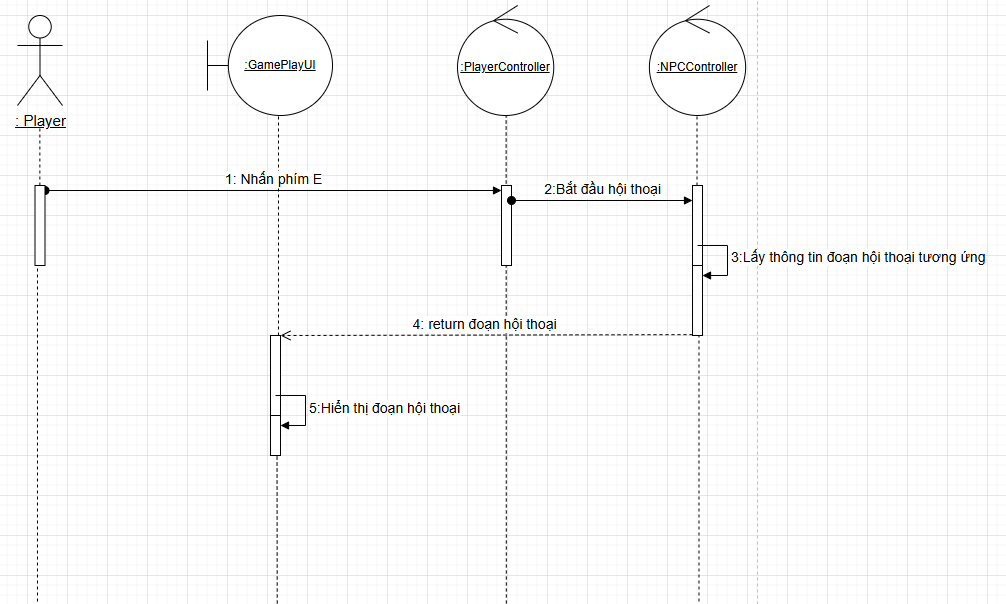 : Player
:GamePlayUI
:PlayerController
:NPCController
1: Nhấn phím E
2:Bắt đầu hội thoại
3:Lấy thông tin đoạn hội thoại tương ứng
4: return đoạn hội thoại
5:Hiển thị đoạn hội thoại